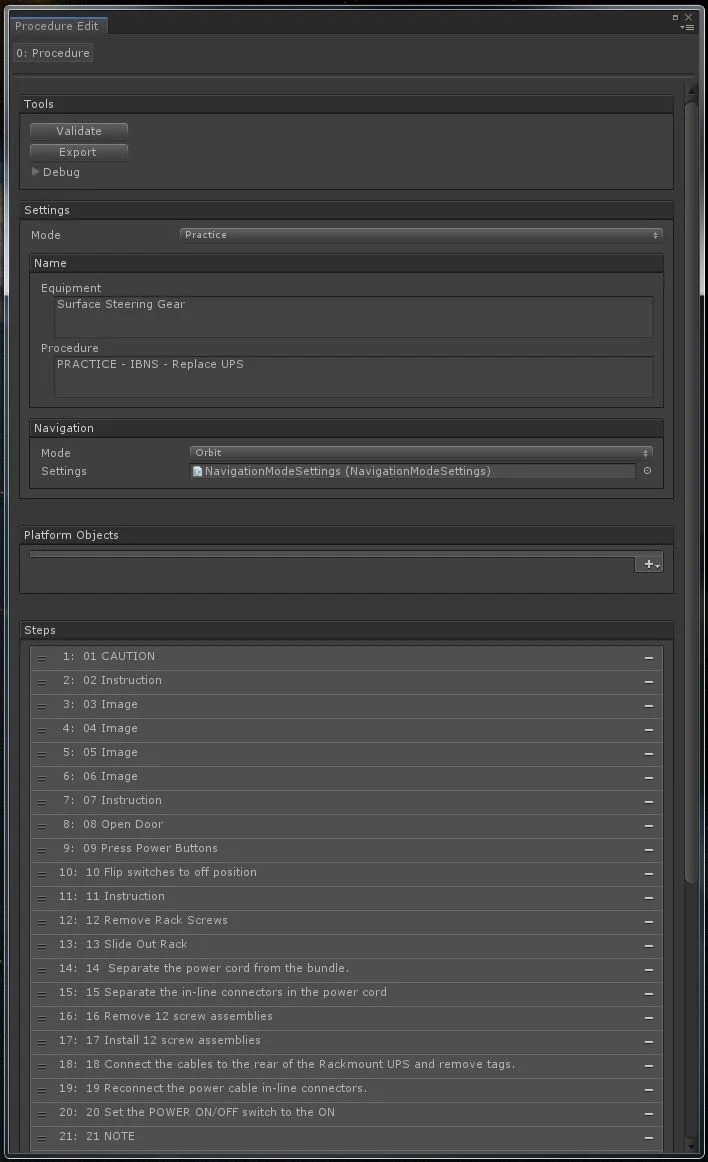 Procedure Edit
0: Procedure
Tools
Validate
Export
Debug
Settings
Mode Practice
Name
Equipment
Surface Steering Gear
Procedure
PRACTICE - IBNS - Replace UPS
Navigation
Mode Orbit
Settings NavigationModeSettings (NavigationModeSettings)
Platform Objects
Steps
1: 01 CAUTION
2: 02 Instruction
3: 03 Image
4: 04 Image
5: 05 Image
6: 06 Image
7: 07 Instruction
8: 08 Open Door
9: 09 Press Power Buttons
10: 10 Flip switches to off position
11: 11 Instruction
12: 12 Remove Rack Screws
13: 13 Slide Out Rack
14: 14  Separate the power cord from the bundle.
15: 15 Separate the in-line connectors in the power cord
16: 16 Remove 12 screw assemblies
17: 17 Install 12 screw assemblies
18: 18 Connect the cables to the rear of the Rackmount UPS and remove tags.
19: 19 Reconnect the power cable in-line connectors.
20: 20 Set the POWER ON/OFF switch to the ON
21: 21 NOTE